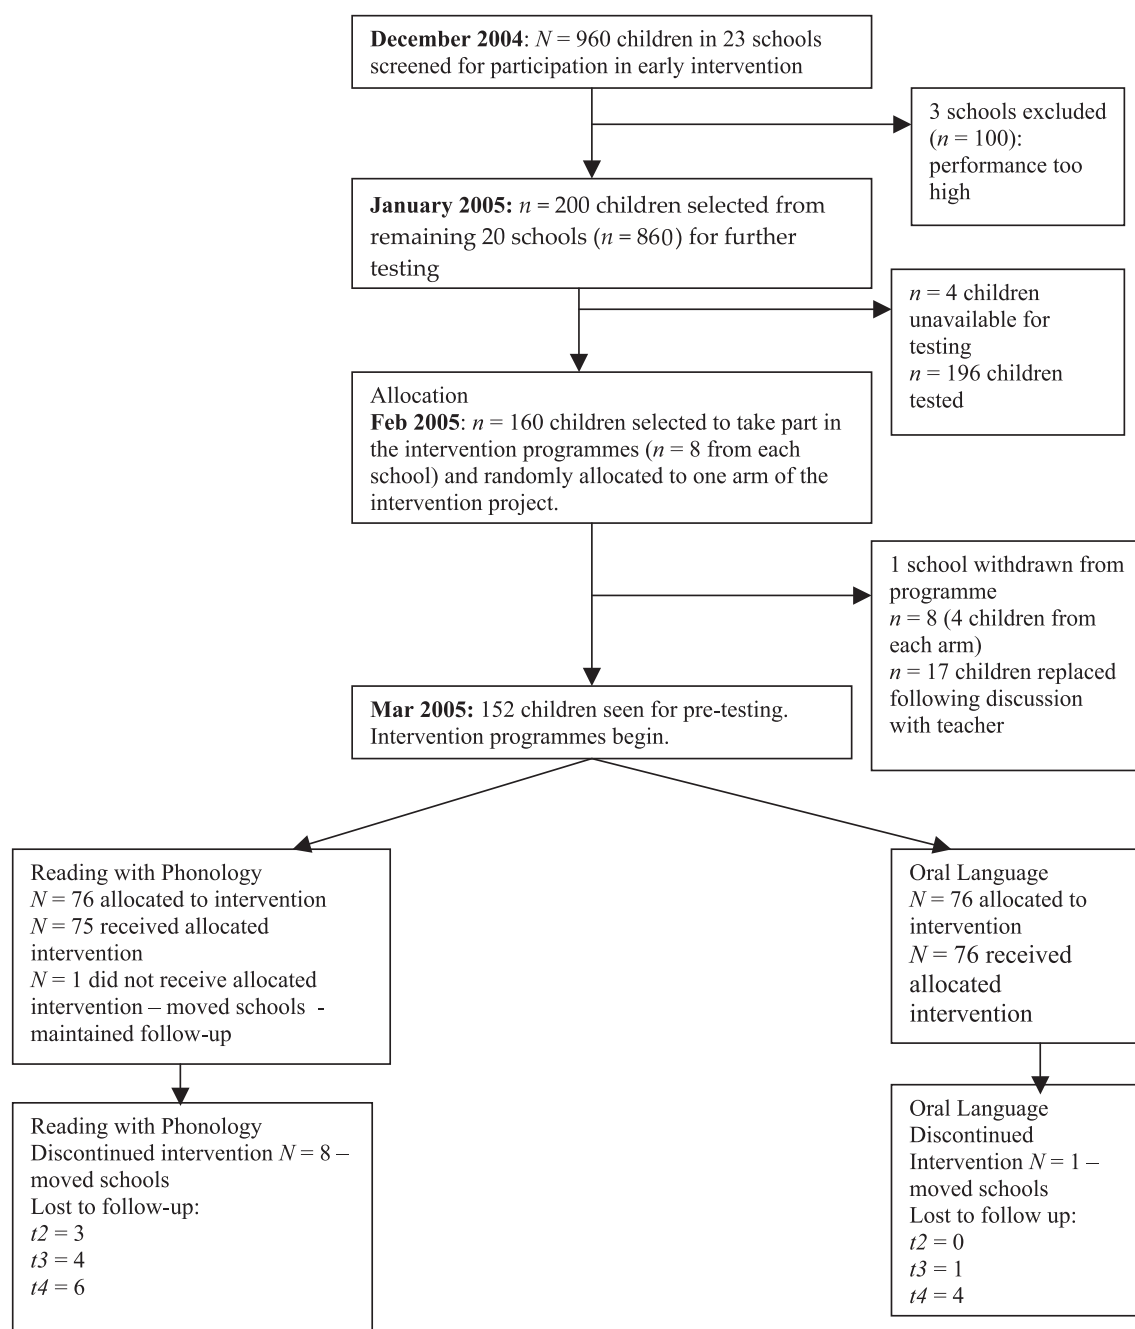 December 2004: N = 960 children in 23 schools
screened for participation in early intervention
3 schools excluded
(n = 100):
performance too
high
January 2005: n = 200 children selected from
remaining 20 schools (n = 860) for further
testing
n = 4 children
unavailable for
testing
n = 196 children
tested
Allocation
Feb 2005: n = 160 children selected to take part in
the intervention programmes (n = 8 from each
school) and randomly allocated to one arm of the
intervention project.
1 school withdrawn from
programme
n = 8 (4 children from
each arm)
n = 17 children replaced
following discussion
with teacher
Mar 2005: 152 children seen for pre-testing.
Intervention programmes begin.
Reading with Phonology
N = 76 allocated to intervention
N = 75 received allocated
intervention
N = 1 did not receive allocated
intervention – moved schools -
maintained follow-up
Oral Language
N = 76 allocated to
intervention
N = 76 received
allocated
intervention
Reading with Phonology
Discontinued intervention N = 8 –
moved schools
Lost to follow-up:
t2 = 3
t3 = 4
t4 = 6
Oral Language
Discontinued
Intervention N = 1 –
moved schools
Lost to follow up:
t2 = 0
t3 = 1
t4 = 4